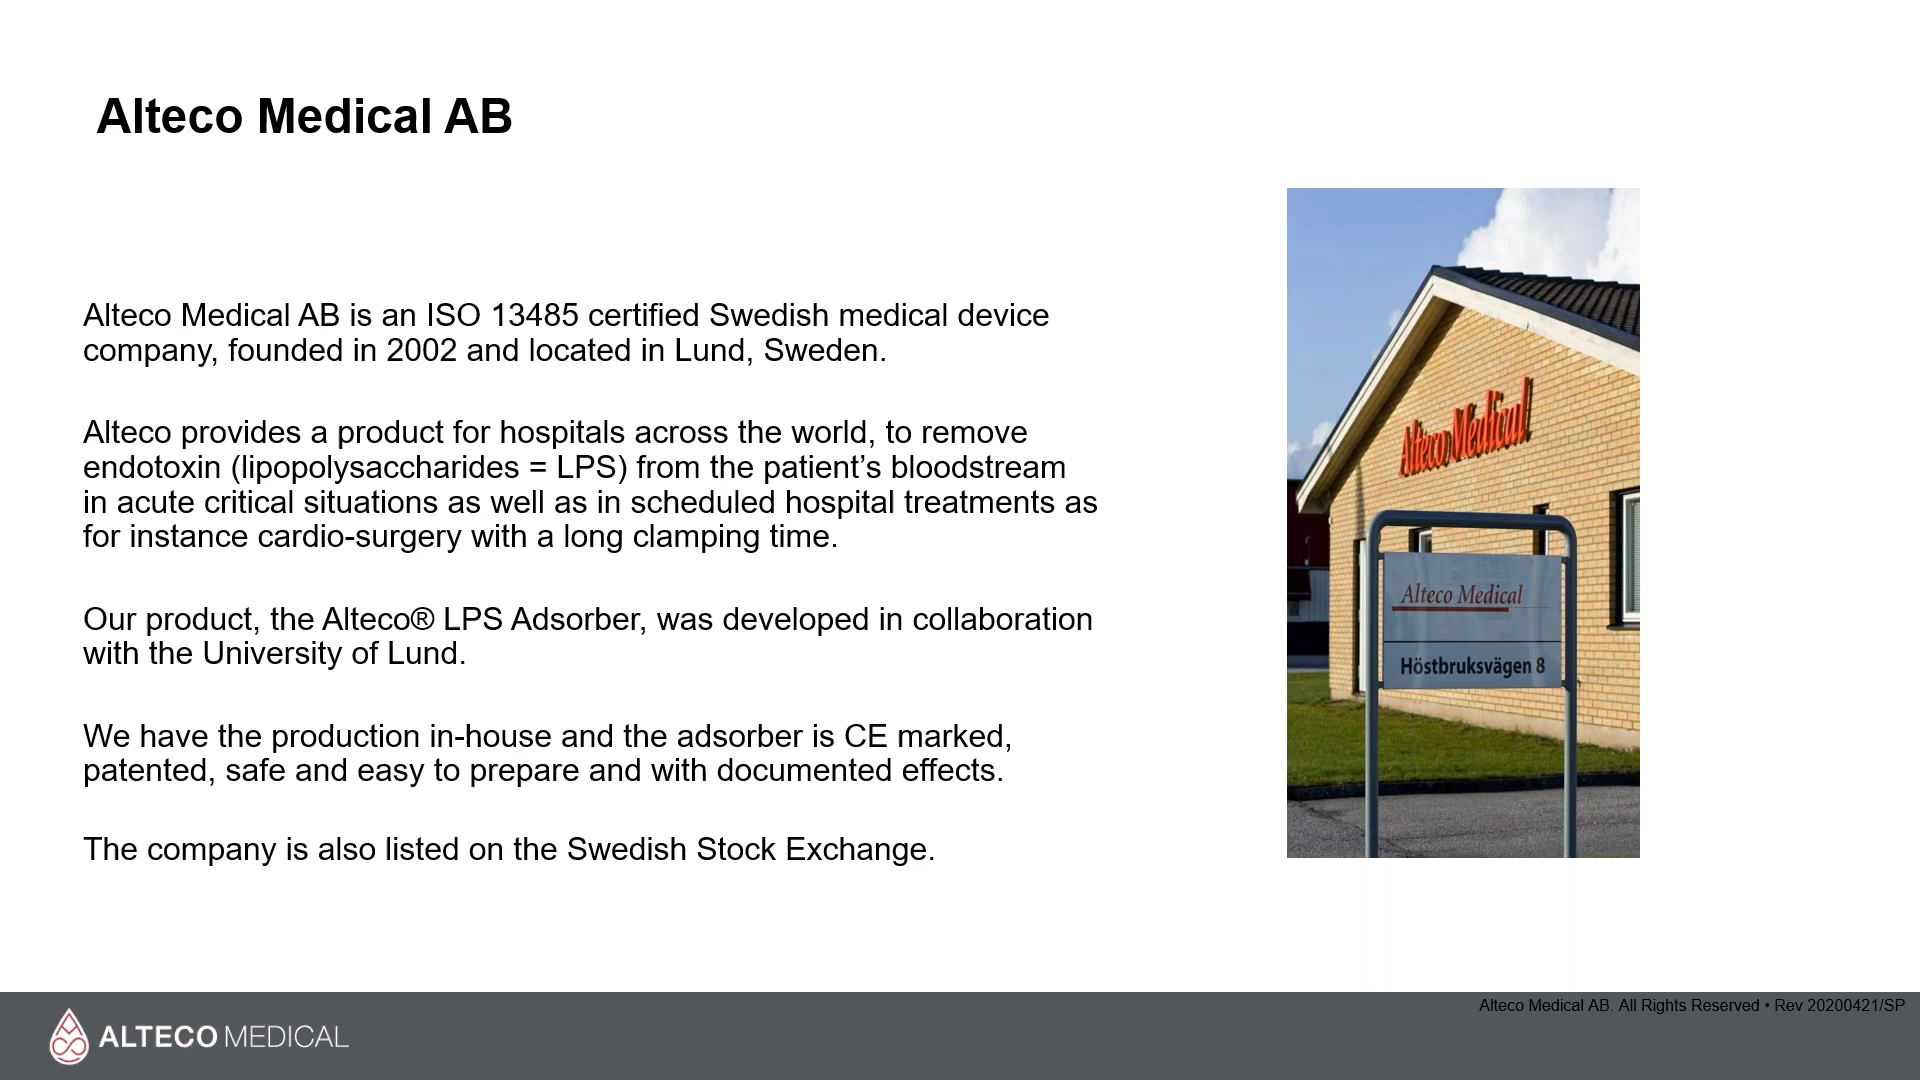 Alteco Medical AB
Alteco Medical AB is an ISO 13485 certified Swedish medical device
company, founded in 2002 and located in Lund, Sweden.
Alteco provides a product for hospitals across the world, to remove
endotoxin (lipopolysaccharides = LPS) from the patient’s bloodstream
in acute critical situations as well as in scheduled hospital treatments as
for instance cardio-surgery with a long clamping time.
Our product, the Alteco® LPS Adsorber, was developed in collaboration
with the University of Lund.
We have the production in-house and the adsorber is CE marked,
patented, safe and easy to prepare and with documented effects.
The company is also listed on the Swedish Stock Exchange.
Alteco Medical
Alteco Medical
Höstbruksvägen 8
Alteco Medical AB. All Rights Reserved • Rev 20200421/SP
ALTECO MEDICAL